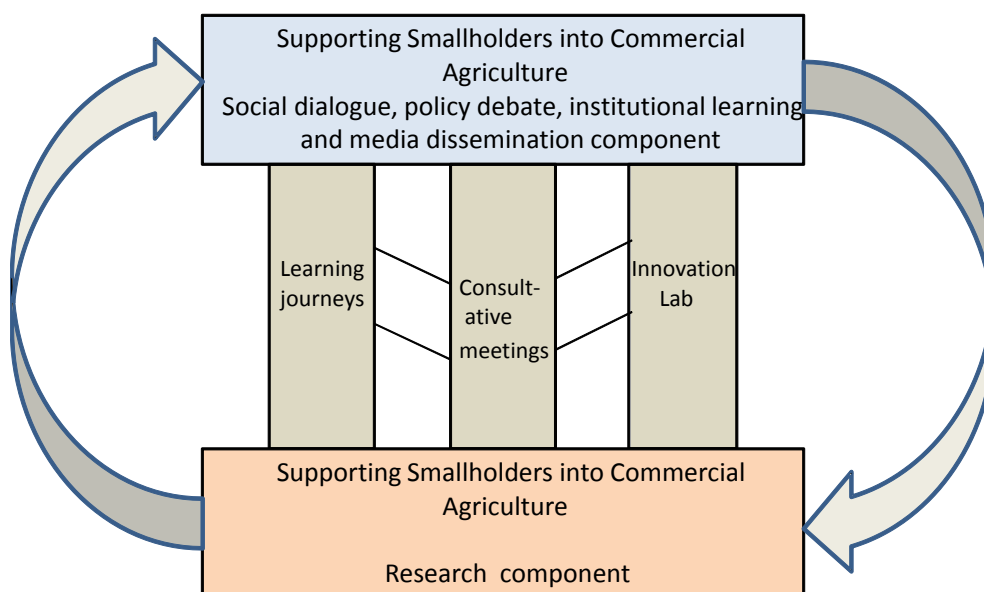 Supporting Smallholders into Commercial
Agriculture
Social dialogue, policy debate, institutional learning
and media dissemination component
Learning
journeys
Consult-
ative
meetings
Innovation
Lab
Supporting Smallholders into Commercial
Agriculture
Research component